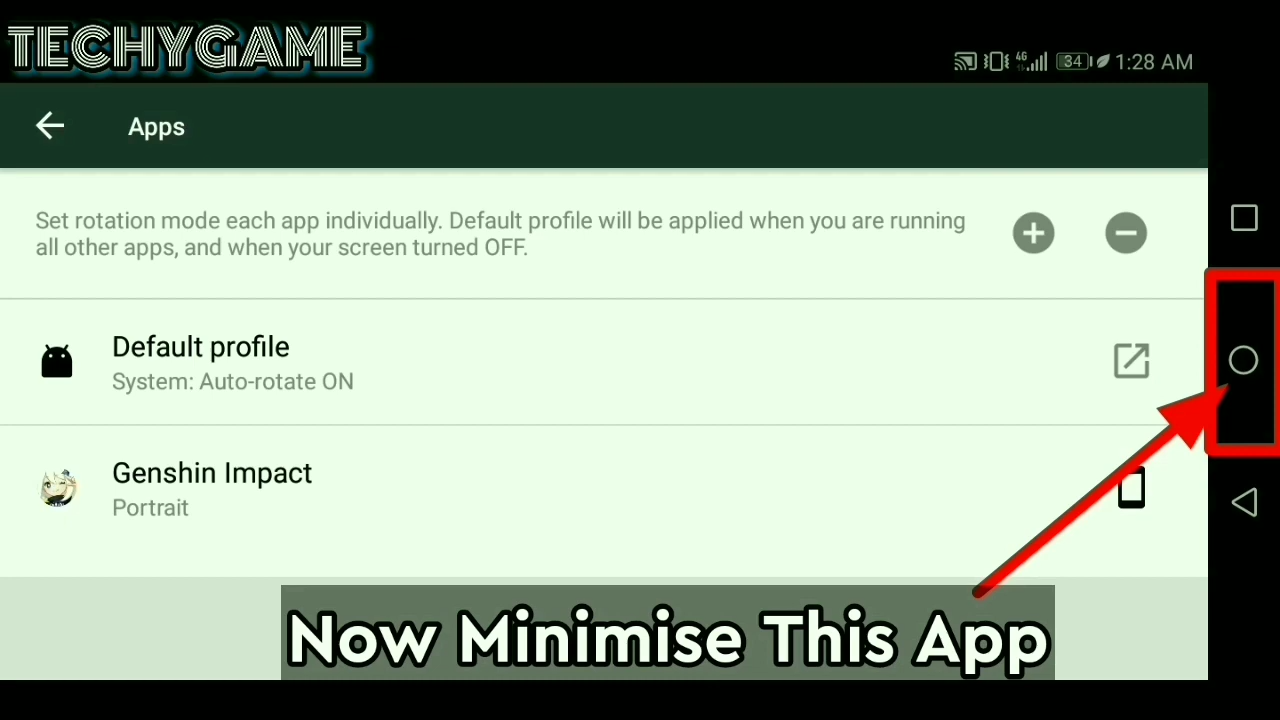 TECHYGAME
4G 34 1:28 AM
Apps
Set rotation mode each app individually. Default profile will be applied when you are running
all other apps, and when your screen turned OFF.
Default profile
System: Auto-rotate ON
Genshin Impact
Portrait
Now Minimise This App